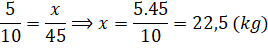 5/10 = x/45 ⟹ x = 5.45/10 = 22,5 (kg)